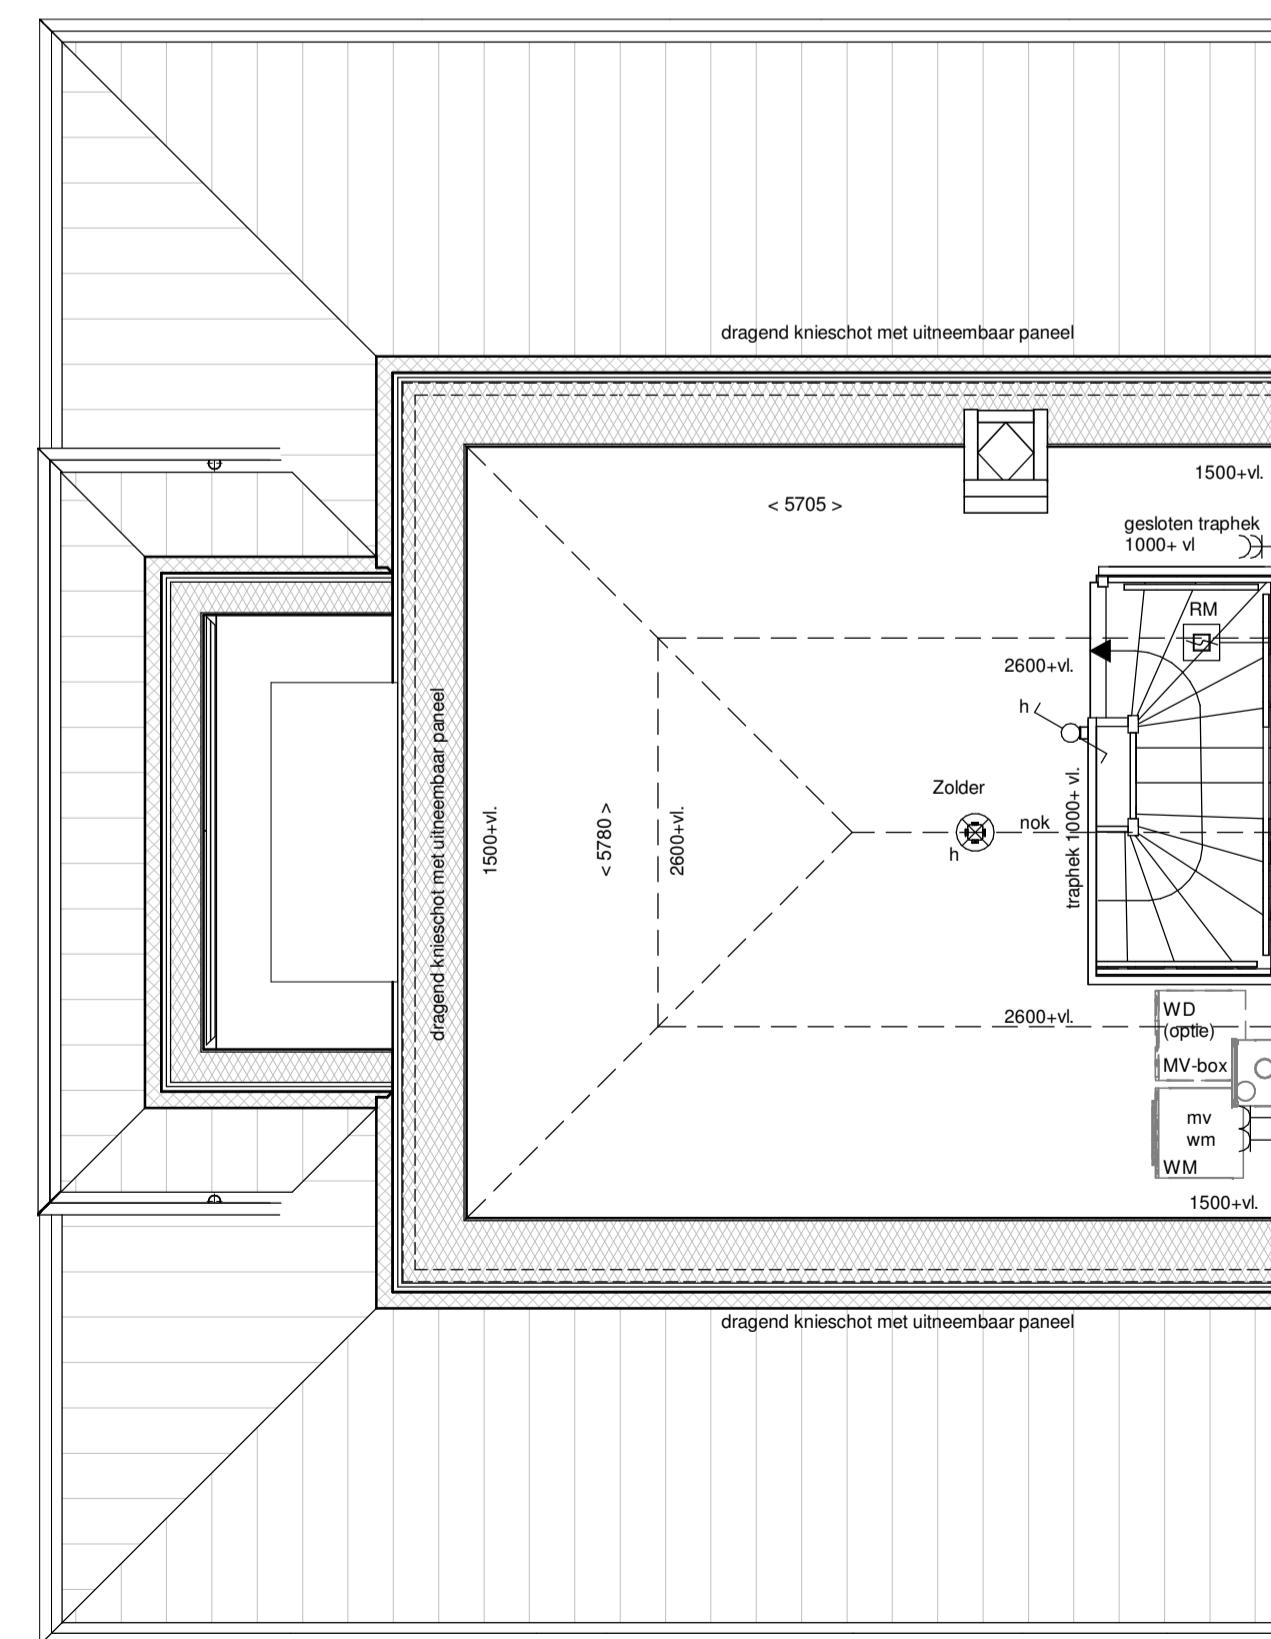 dragend knieschot met uitneembaar paneel
1500+vl.
< 5705 >
gesloten traphek
1000+ vl
RM
2600+vl.
h
dragend knieschot met uitneembaar paneel
1500+vl.
< 5780 >
2600+vl.
Zolder
h
nok
traphek 1000+ vl.
2600+vl.
WD
(optie)
MV-box
mv
wm
WM
1500+vl.
dragend knieschot met uitneembaar paneel